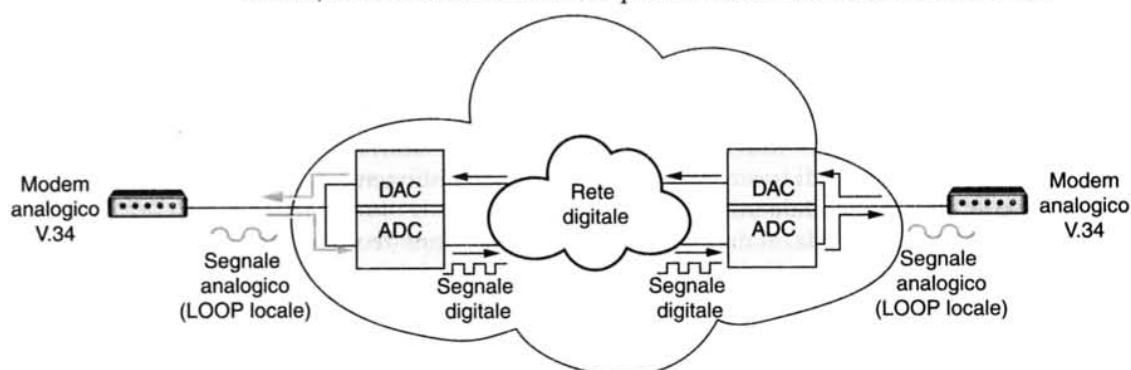 Modem
analogico
V.34
Segnale
analogico
(LOOP locale)
DAC
ADC
Segnale
digitale
Rete
digitale
Segnale
digitale
DAC
ADC
Segnale
analogico
(LOOP locale)
Modem
analogico
V.34